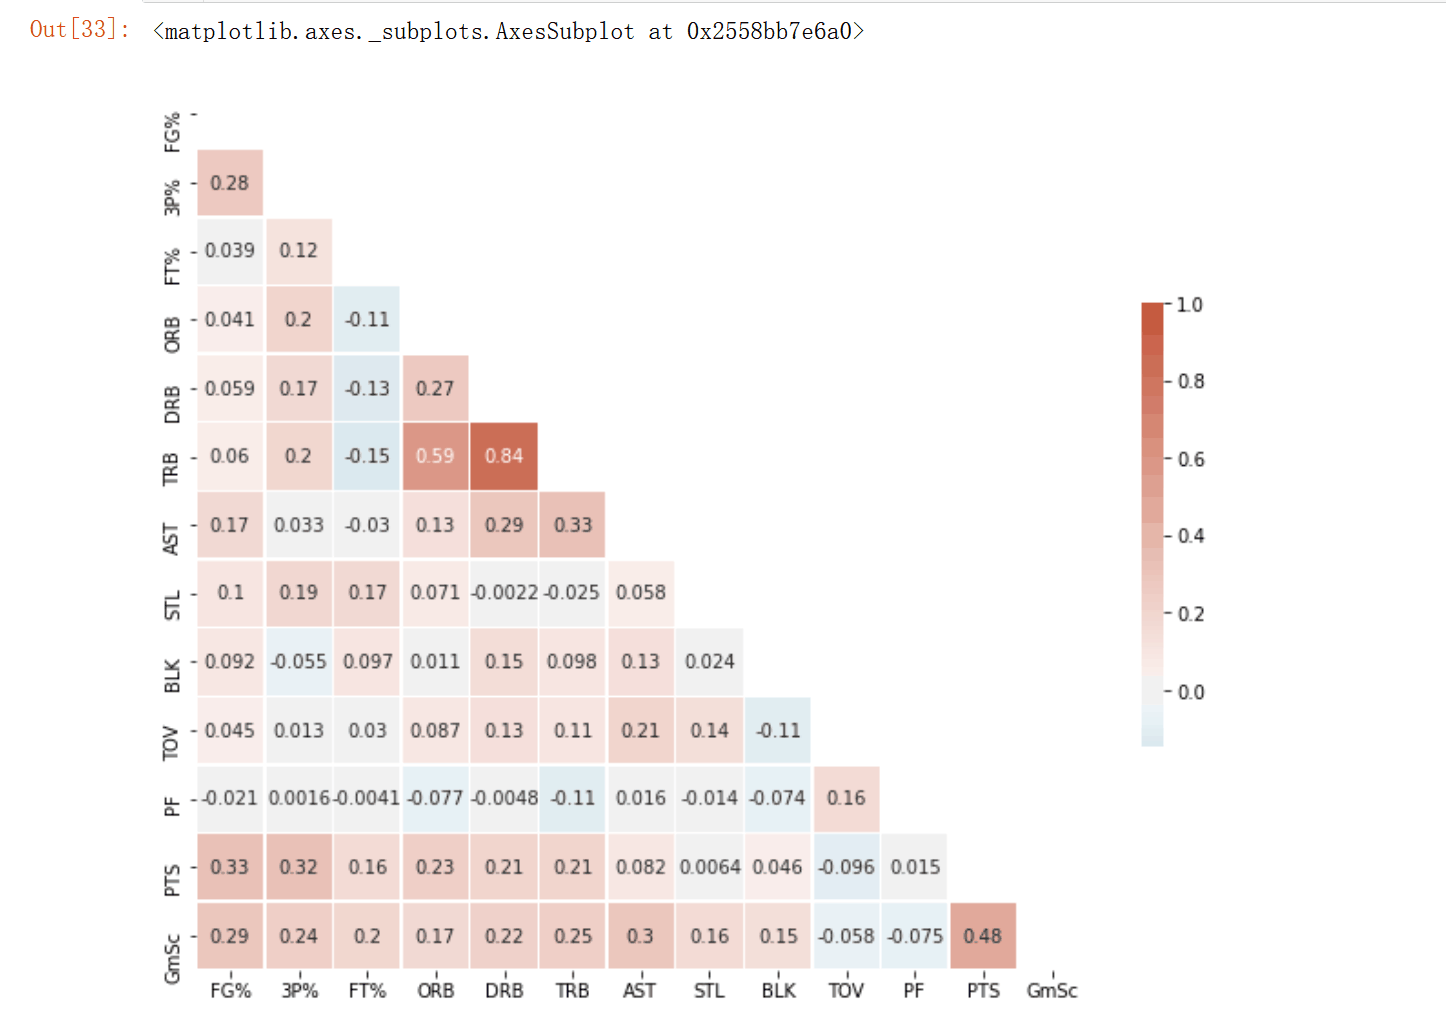 Out[33]: <matplotlib.axes._subplots.AxesSubplot at 0x2558bb7e6a0>
FG%
3P% 0.28
FT% 0.039 0.12
ORB 0.041 0.2 -0.11
DRB 0.059 0.17 -0.13 0.27
TRB 0.06 0.2 -0.15 0.59 0.84
AST 0.17 0.033 -0.03 0.13 0.29 0.33
STL 0.1 0.19 0.17 0.071 -0.0022 -0.025 0.058
BLK 0.092 -0.055 0.097 0.011 0.15 0.098 0.13 0.024
TOV 0.045 0.013 0.03 0.087 0.13 0.11 0.21 0.14 -0.11
PF -0.021 0.0016 -0.0041 -0.077 -0.0048 -0.11 0.016 -0.014 -0.074 0.16
PTS 0.33 0.32 0.16 0.23 0.21 0.21 0.082 0.0064 0.046 -0.096 0.015
GmSc 0.29 0.24 0.2 0.17 0.22 0.25 0.3 0.16 0.15 -0.058 -0.075 0.48
FG% 3P% FT% ORB DRB TRB AST STL BLK TOV PF PTS GmSc
1.0
0.8
0.6
0.4
0.2
0.0